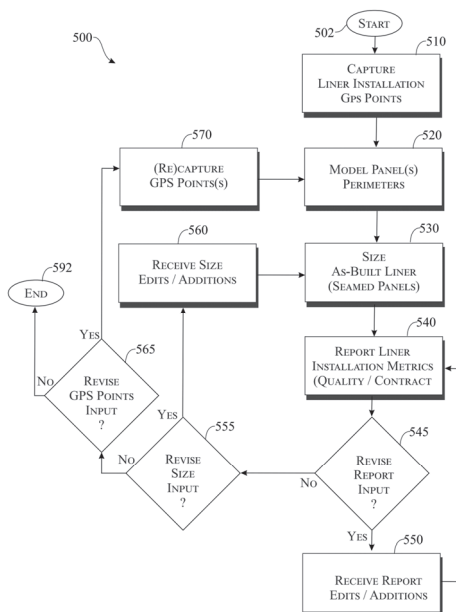 502
START
500
510
CAPTURE
LINER INSTALLATION
GPS POINTS
570
(RE)CAPTURE
GPS POINTS(S)
520
MODEL PANEL(S)
PERIMETERS
560
RECEIVE SIZE
EDITS / ADDITIONS
530
SIZE
AS-BUILT LINER
(SEAMED PANELS)
592
END
540
REPORT LINER
INSTALLATION METRICS
(QUALITY / CONTRACT
YES
565
NO
REVISE
GPS POINTS
INPUT
?
YES
555
NO
REVISE
SIZE
INPUT
?
545
NO
REVISE
REPORT
INPUT
?
YES
550
RECEIVE REPORT
EDITS / ADDITIONS